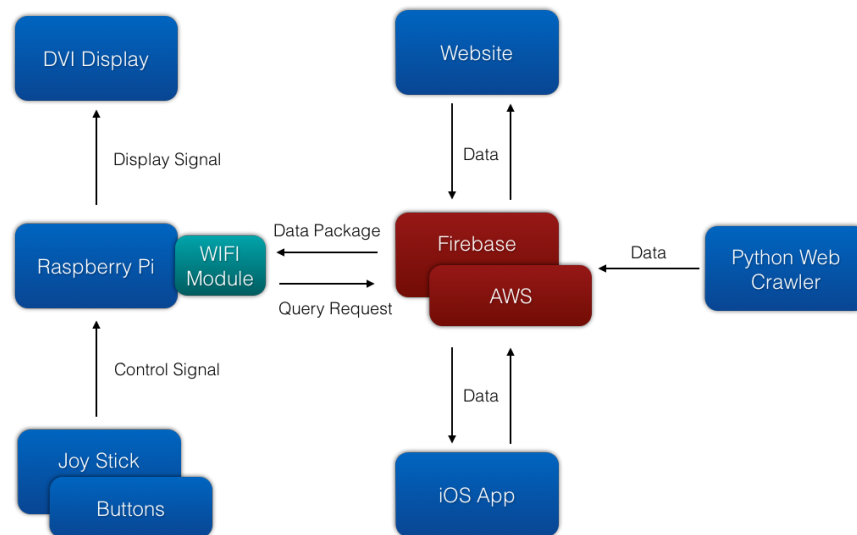 DVI Display
Website
Display Signal
Data
Raspberry Pi
WIFI
Module
Data Package
Query Request
Firebase
AWS
Data
Python Web
Crawler
Control Signal
Data
Joy Stick
Buttons
iOS App